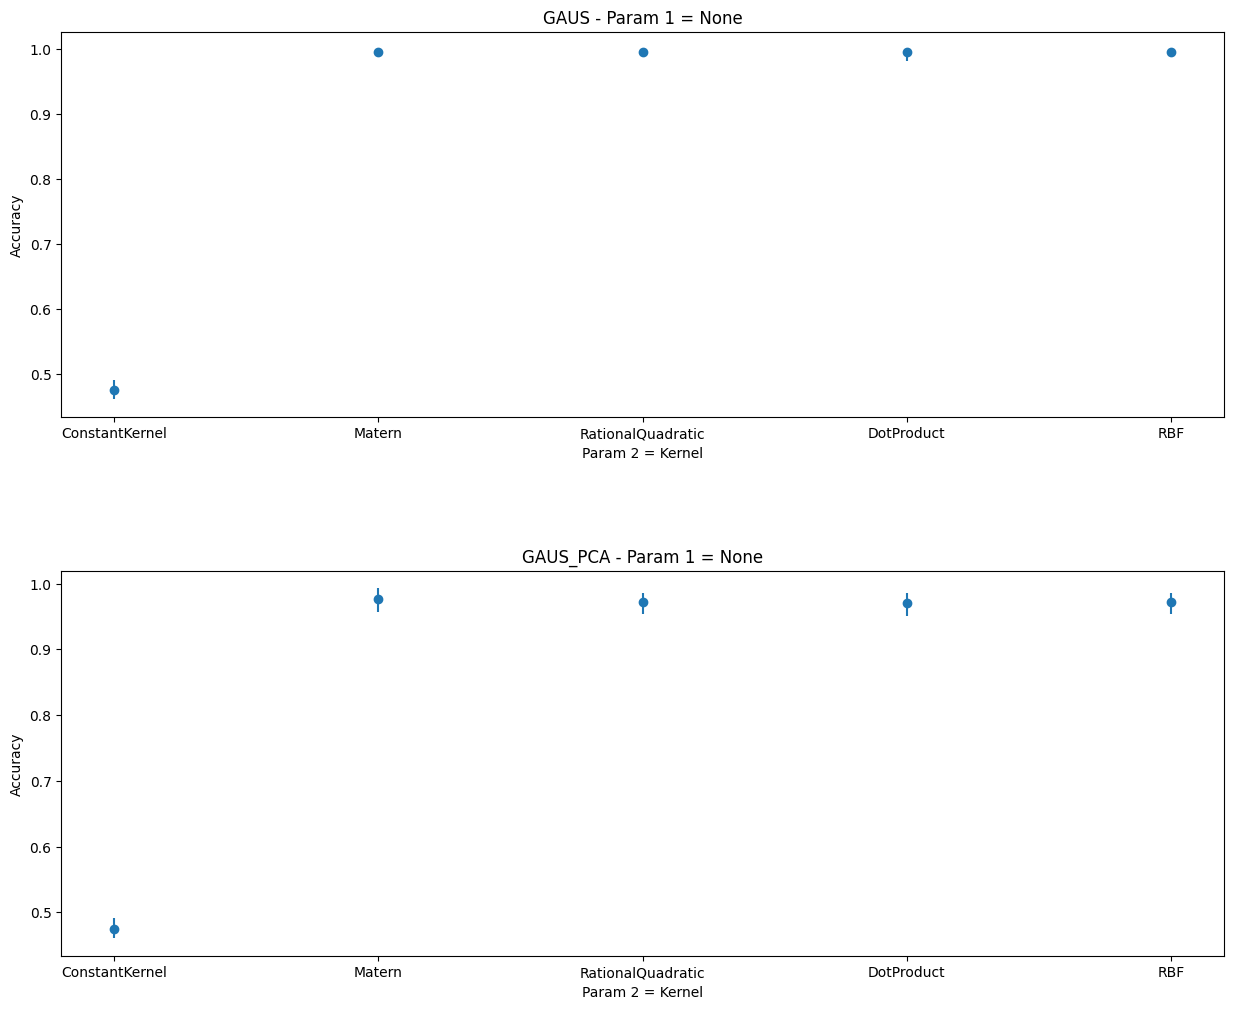 GAUS - Param 1 = None
1.0
0.9
0.8
0.7
0.6
0.5
Accuracy
ConstantKernel Matern RationalQuadratic DotProduct RBF
Param 2 = Kernel
GAUS_PCA - Param 1 = None
1.0
0.9
0.8
0.7
0.6
0.5
Accuracy
ConstantKernel Matern RationalQuadratic DotProduct RBF
Param 2 = Kernel